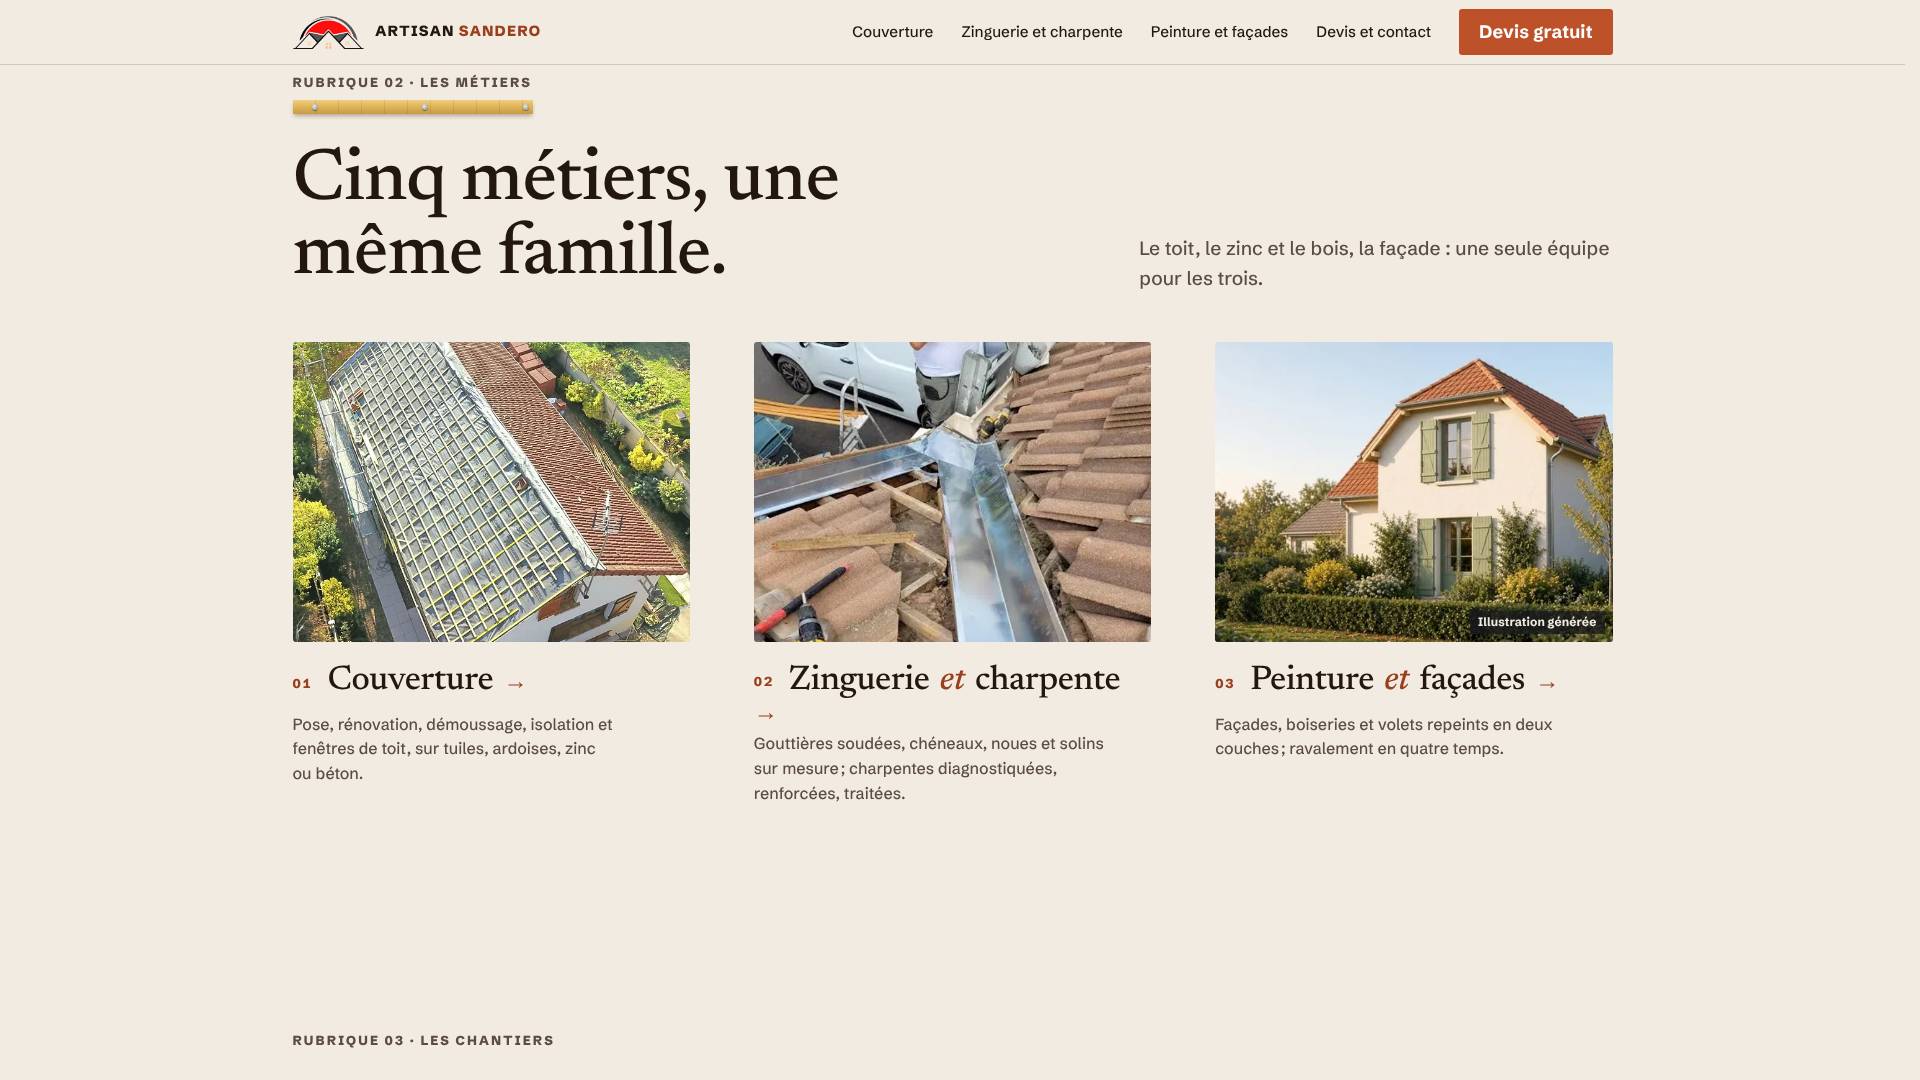 ARTISAN SANDERO
Couverture
Zinguerie et charpente
Peinture et façades
Devis et contact
Devis gratuit
RUBRIQUE 02 · LES MÉTIERS
Cinq métiers, une
même famille.
Le toit, le zinc et le bois, la façade : une seule équipe
pour les trois.
Illustration générée
01 Couverture →
Pose, rénovation, démoussage, isolation et
fenêtres de toit, sur tuiles, ardoises, zinc
ou béton.
02 Zinguerie et charpente
→
Gouttières soudées, chéneaux, noues et solins
sur mesure ; charpentes diagnostiquées,
renforcées, traitées.
03 Peinture et façades →
Façades, boiseries et volets repeints en deux
couches ; ravalement en quatre temps.
RUBRIQUE 03 · LES CHANTIERS